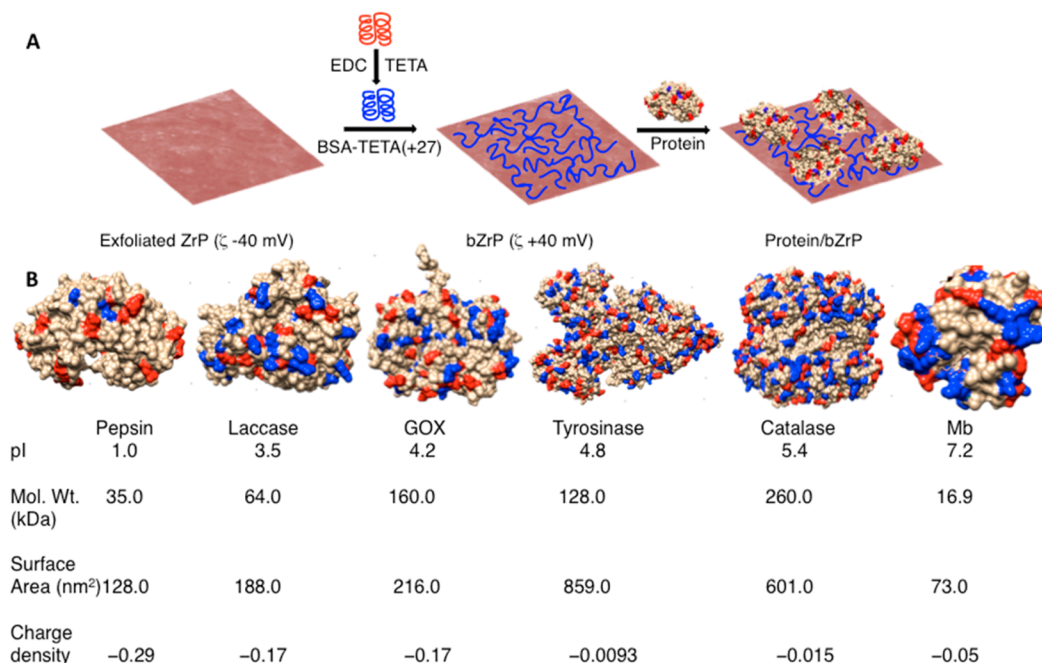 A
EDC TETA
BSA-TETA(+27)
Protein
Exfoliated ZrP (ζ -40 mV) bZrP (ζ +40 mV) Protein/bZrP
B
Pepsin Laccase GOX Tyrosinase Catalase Mb
pI 1.0 3.5 4.2 4.8 5.4 7.2
Mol. Wt. 35.0 64.0 160.0 128.0 260.0 16.9
(kDa)
Surface
Area (nm²) 128.0 188.0 216.0 859.0 601.0 73.0
Charge
density −0.29 −0.17 −0.17 −0.0093 −0.015 −0.05